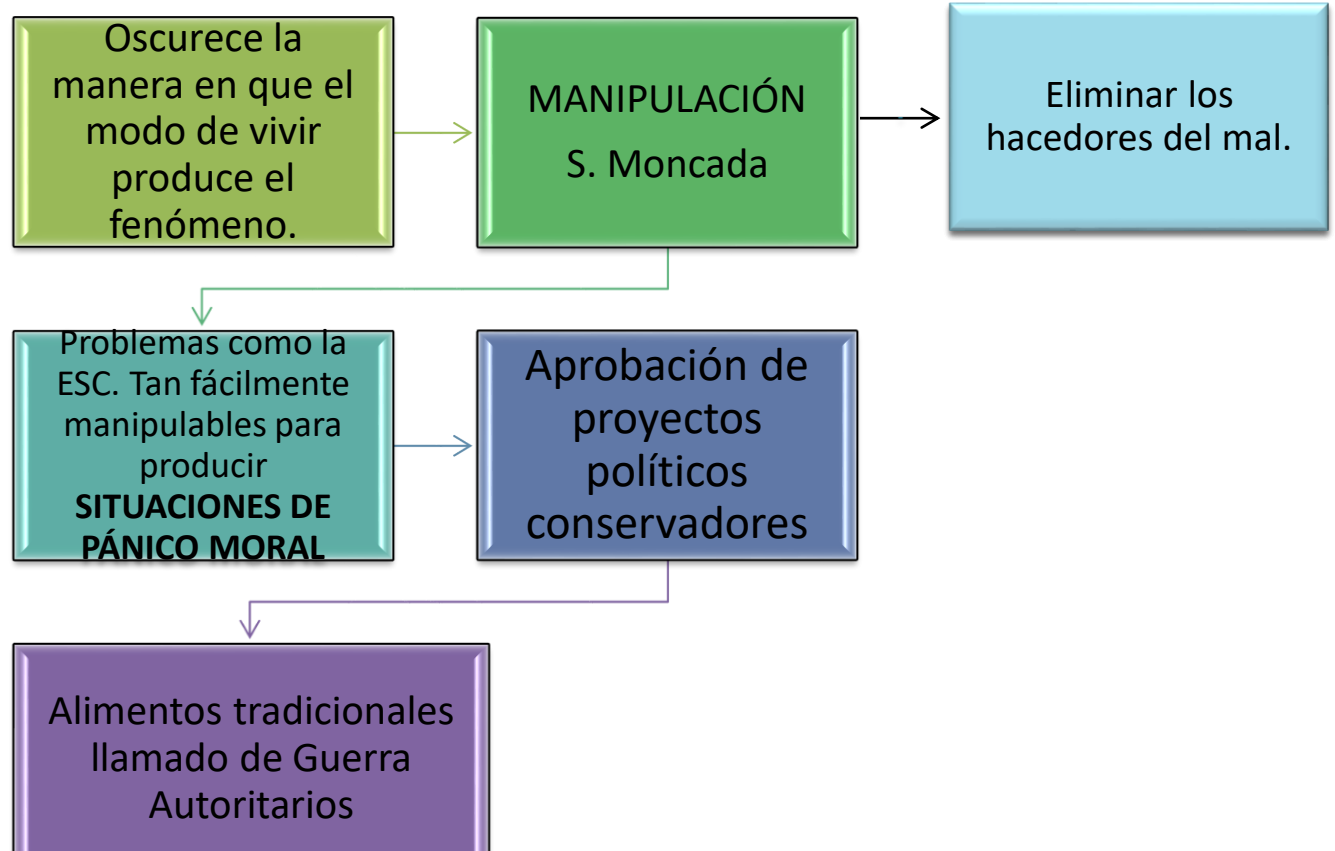 Oscurece la
manera en que el
modo de vivir
produce el
fenómeno.
MANIPULACIÓN
S. Moncada
Eliminar los
hacedores del mal.
Problemas como la
ESC. Tan fácilmente
manipulables para
producir
SITUACIONES DE
PÁNICO MORAL
Aprobación de
proyectos
políticos
conservadores
Alimentos tradicionales
llamado de Guerra
Autoritarios